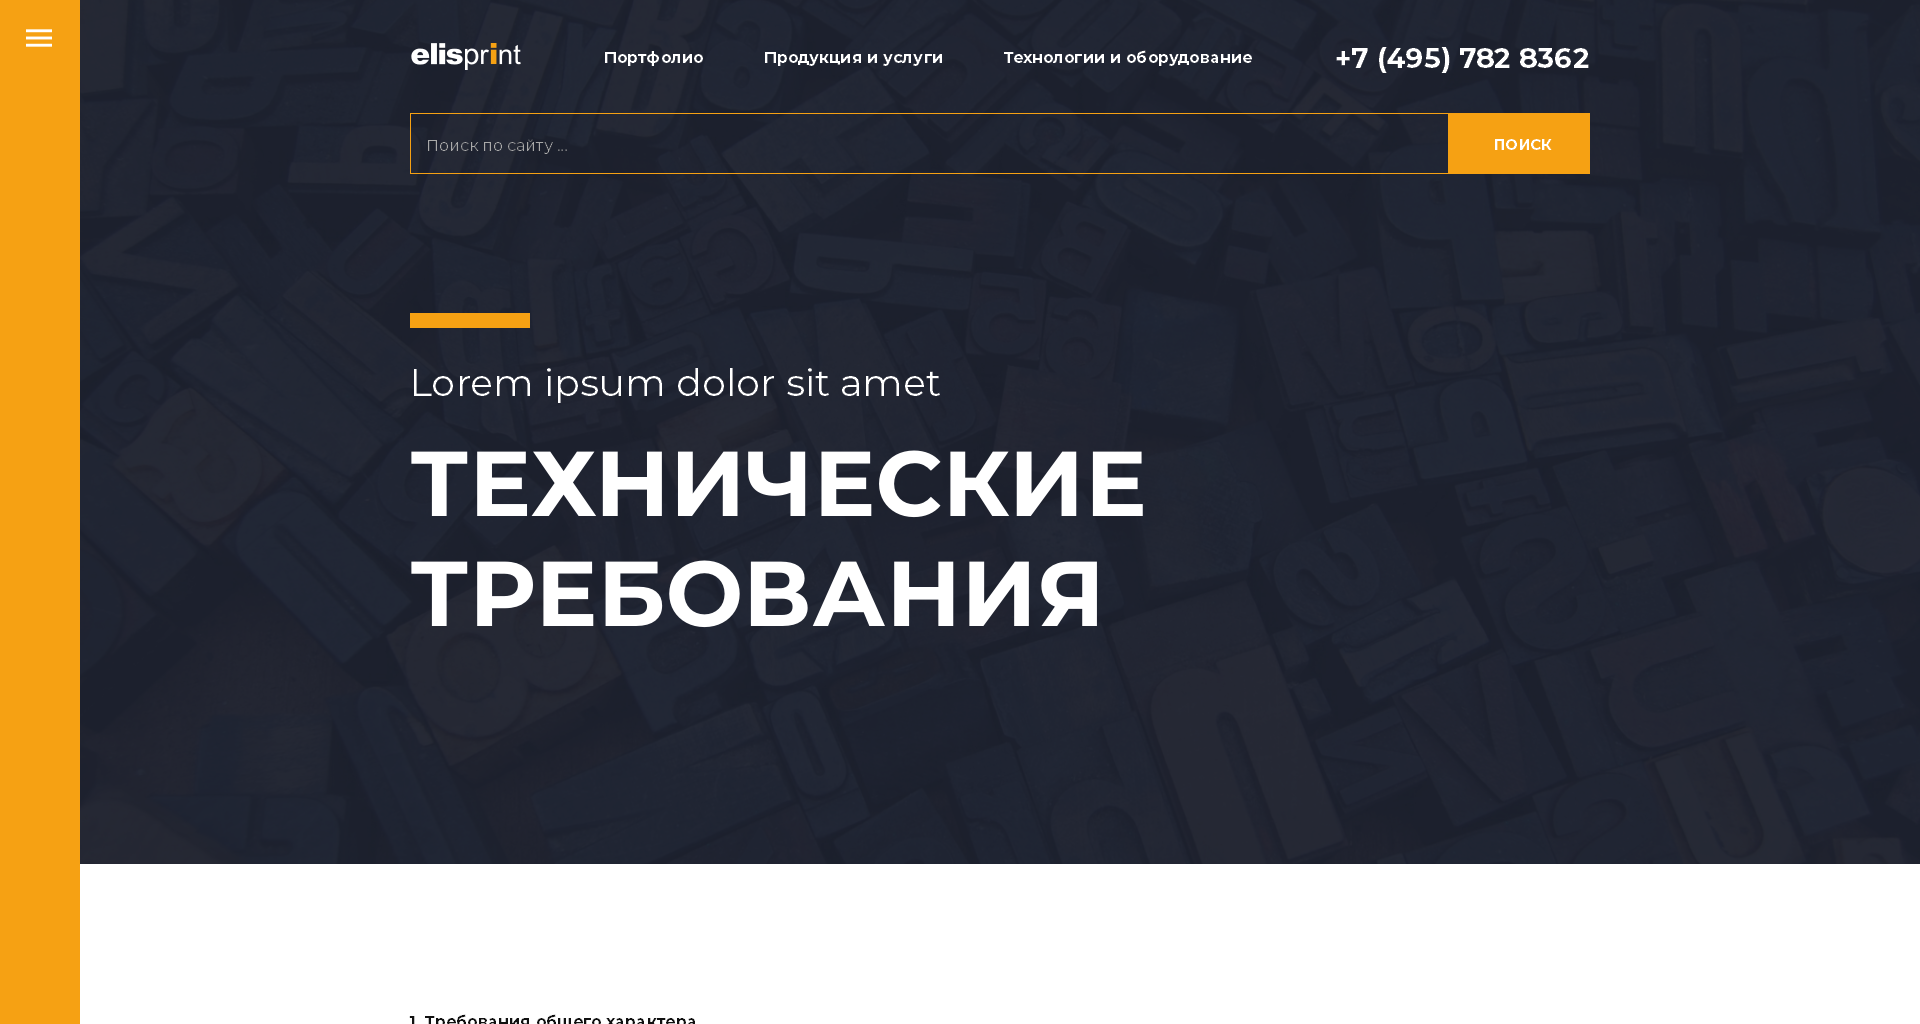 elisprint
Портфолио
Продукция и услуги
Технологии и оборудование
+7 (495) 782 8362
Поиск по сайту ...
ПОИСК
Lorem ipsum dolor sit amet
ТЕХНИЧЕСКИЕ
ТРЕБОВАНИЯ
1. Требования общего характера